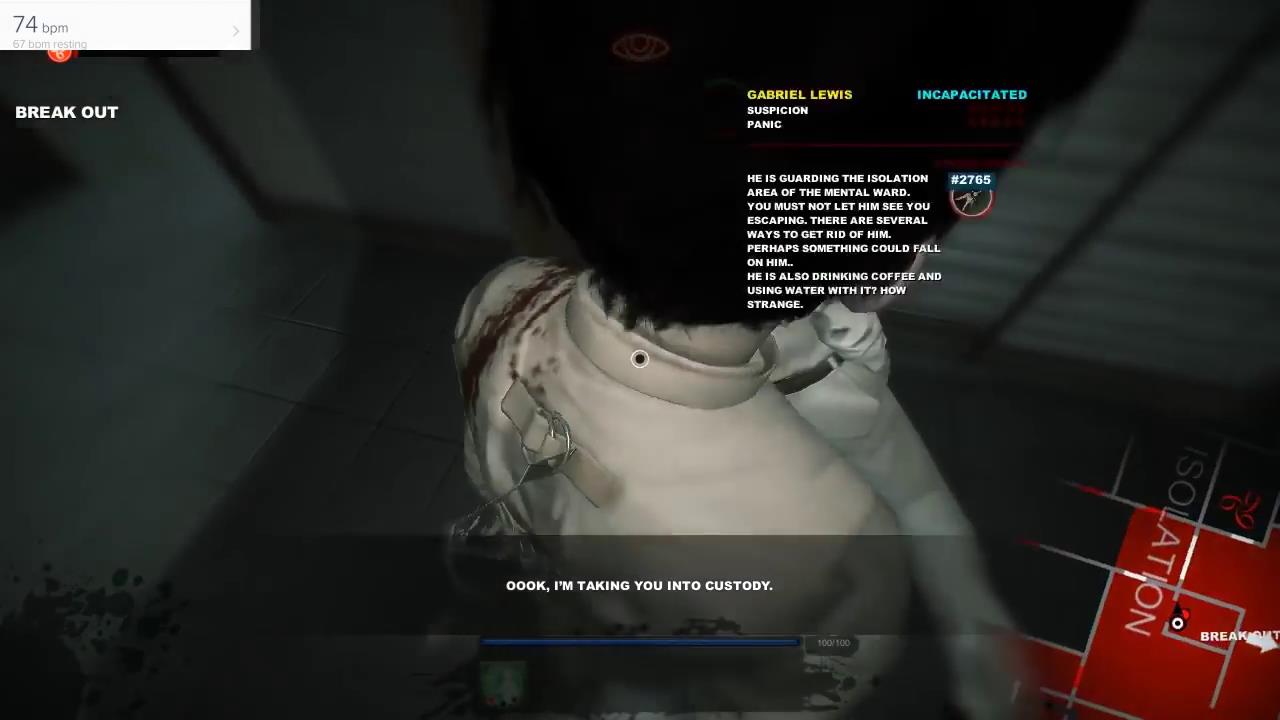 74 bpm
67 bpm resting
BREAK OUT
GABRIEL LEWIS
INCAPACITATED
SUSPICION
PANIC
HE IS GUARDING THE ISOLATION
AREA OF THE MENTAL WARD.
YOU MUST NOT LET HIM SEE YOU
ESCAPING. THERE ARE SEVERAL
WAYS TO GET RID OF HIM.
PERHAPS SOMETHING COULD FALL
ON HIM..
HE IS ALSO DRINKING COFFEE AND
USING WATER WITH IT? HOW
STRANGE.
#2765
OOOK, I'M TAKING YOU INTO CUSTODY.
100/100
ISOLATION
BREAK OUT